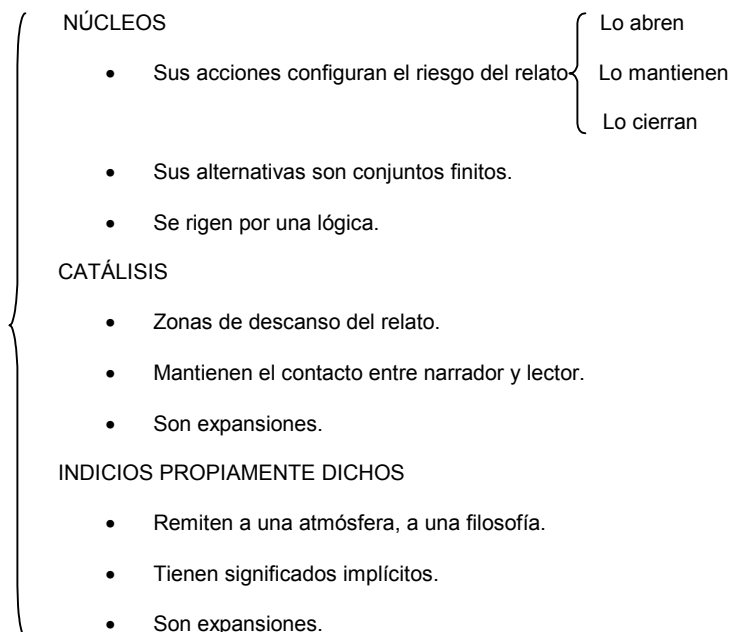 NÚCLEOS
Lo abren
• Sus acciones configuran el riesgo del relato
Lo mantienen
Lo cierran
• Sus alternativas son conjuntos finitos.
• Se rigen por una lógica.
CATÁLISIS
• Zonas de descanso del relato.
• Mantienen el contacto entre narrador y lector.
• Son expansiones.
INDICIOS PROPIAMENTE DICHOS
• Remiten a una atmósfera, a una filosofía.
• Tienen significados implícitos.
• Son expansiones.